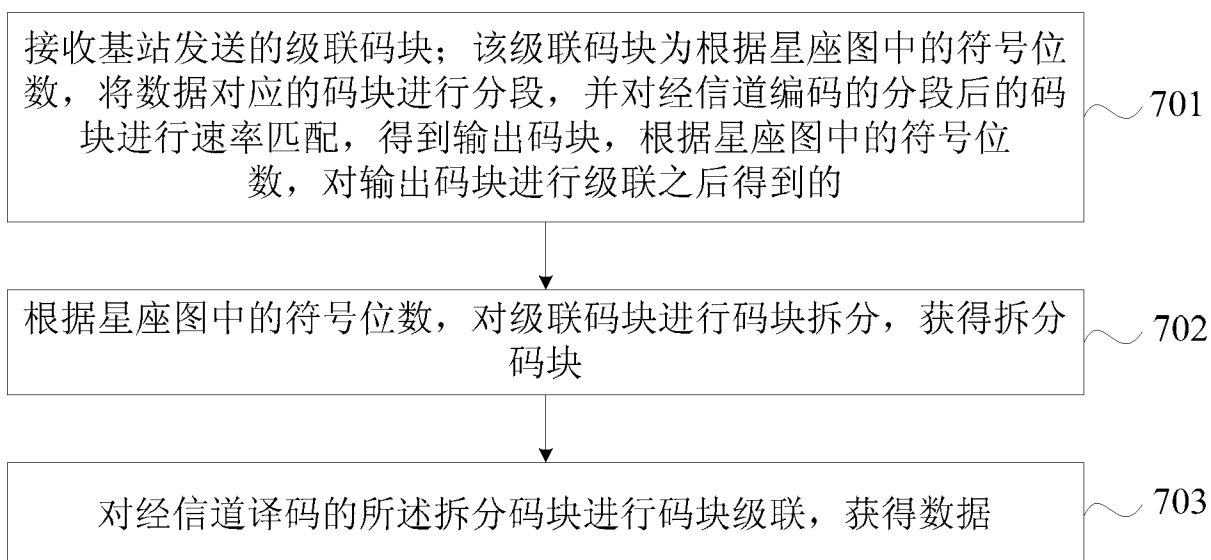 接收基站发送的级联码块；该级联码块为根据星座图中的符号位
数，将数据对应的码块进行分段，并对经信道编码的分段后的码
块进行速率匹配，得到输出码块，根据星座图中的符号位
数，对输出码块进行级联之后得到的
701
根据星座图中的符号位数，对级联码块进行码块拆分，获得拆分
码块
702
对经信道译码的所述拆分码块进行码块级联，获得数据
703